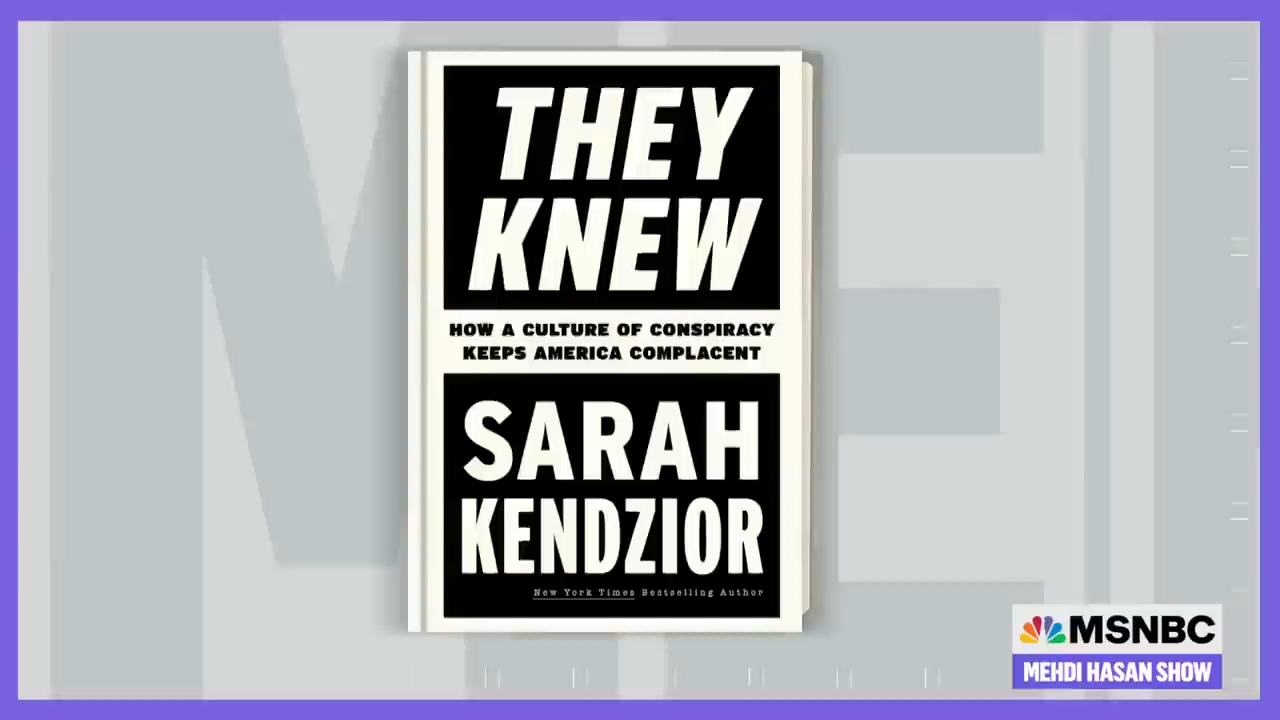 THEY
KNEW
HOW A CULTURE OF CONSPIRACY
KEEPS AMERICA COMPLACENT
SARAH
KENDZIOR
New York Times Bestselling Author
MSNBC
MEHDI HASAN SHOW